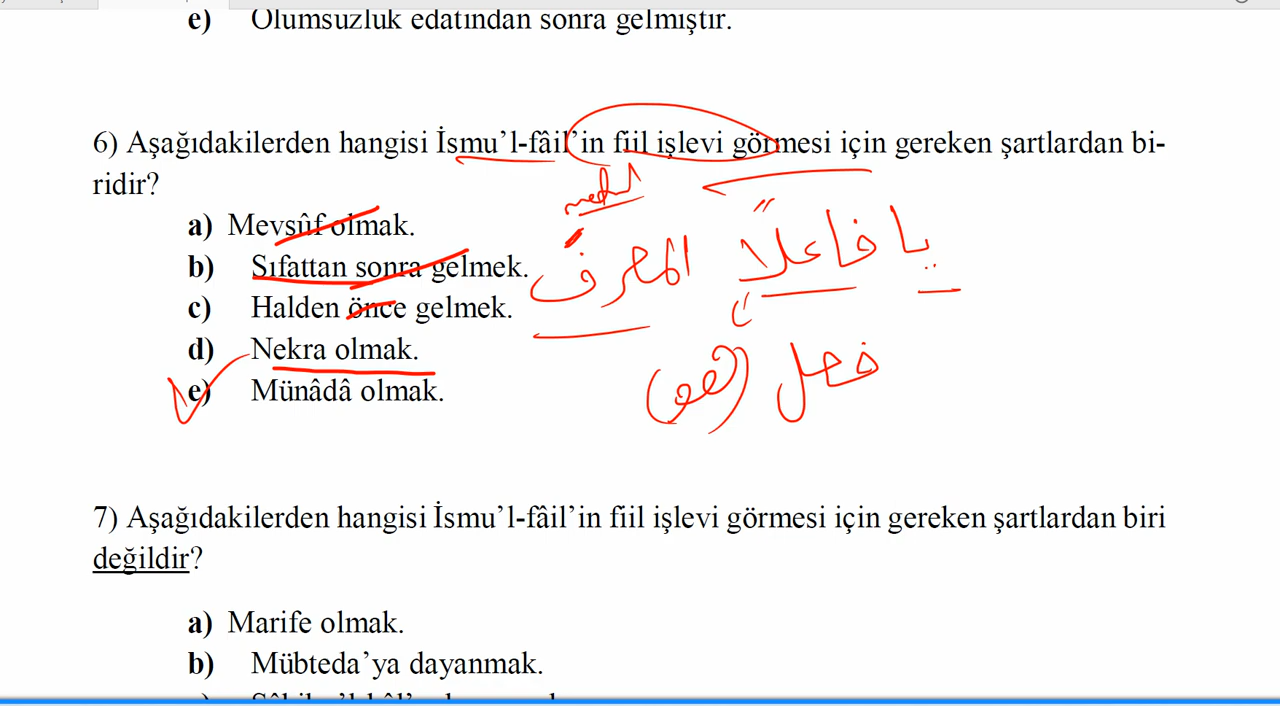 e) Olumsuzluk edatından sonra gelmiştir.
6) Aşağıdakilerden hangisi İsmu’l-fâil’in fiil işlevi görmesi için gereken şartlardan bi-
ridir?
a) Mevsûf olmak.
b) Sıfattan sonra gelmek.
c) Halden önce gelmek.
d) Nekra olmak.
e) Münâdâ olmak.
يا فاعلاً المعرف
فعل (هو)
7) Aşağıdakilerden hangisi İsmu’l-fâil’in fiil işlevi görmesi için gereken şartlardan biri
değildir?
a) Marife olmak.
b) Mübteda’ya dayanmak.